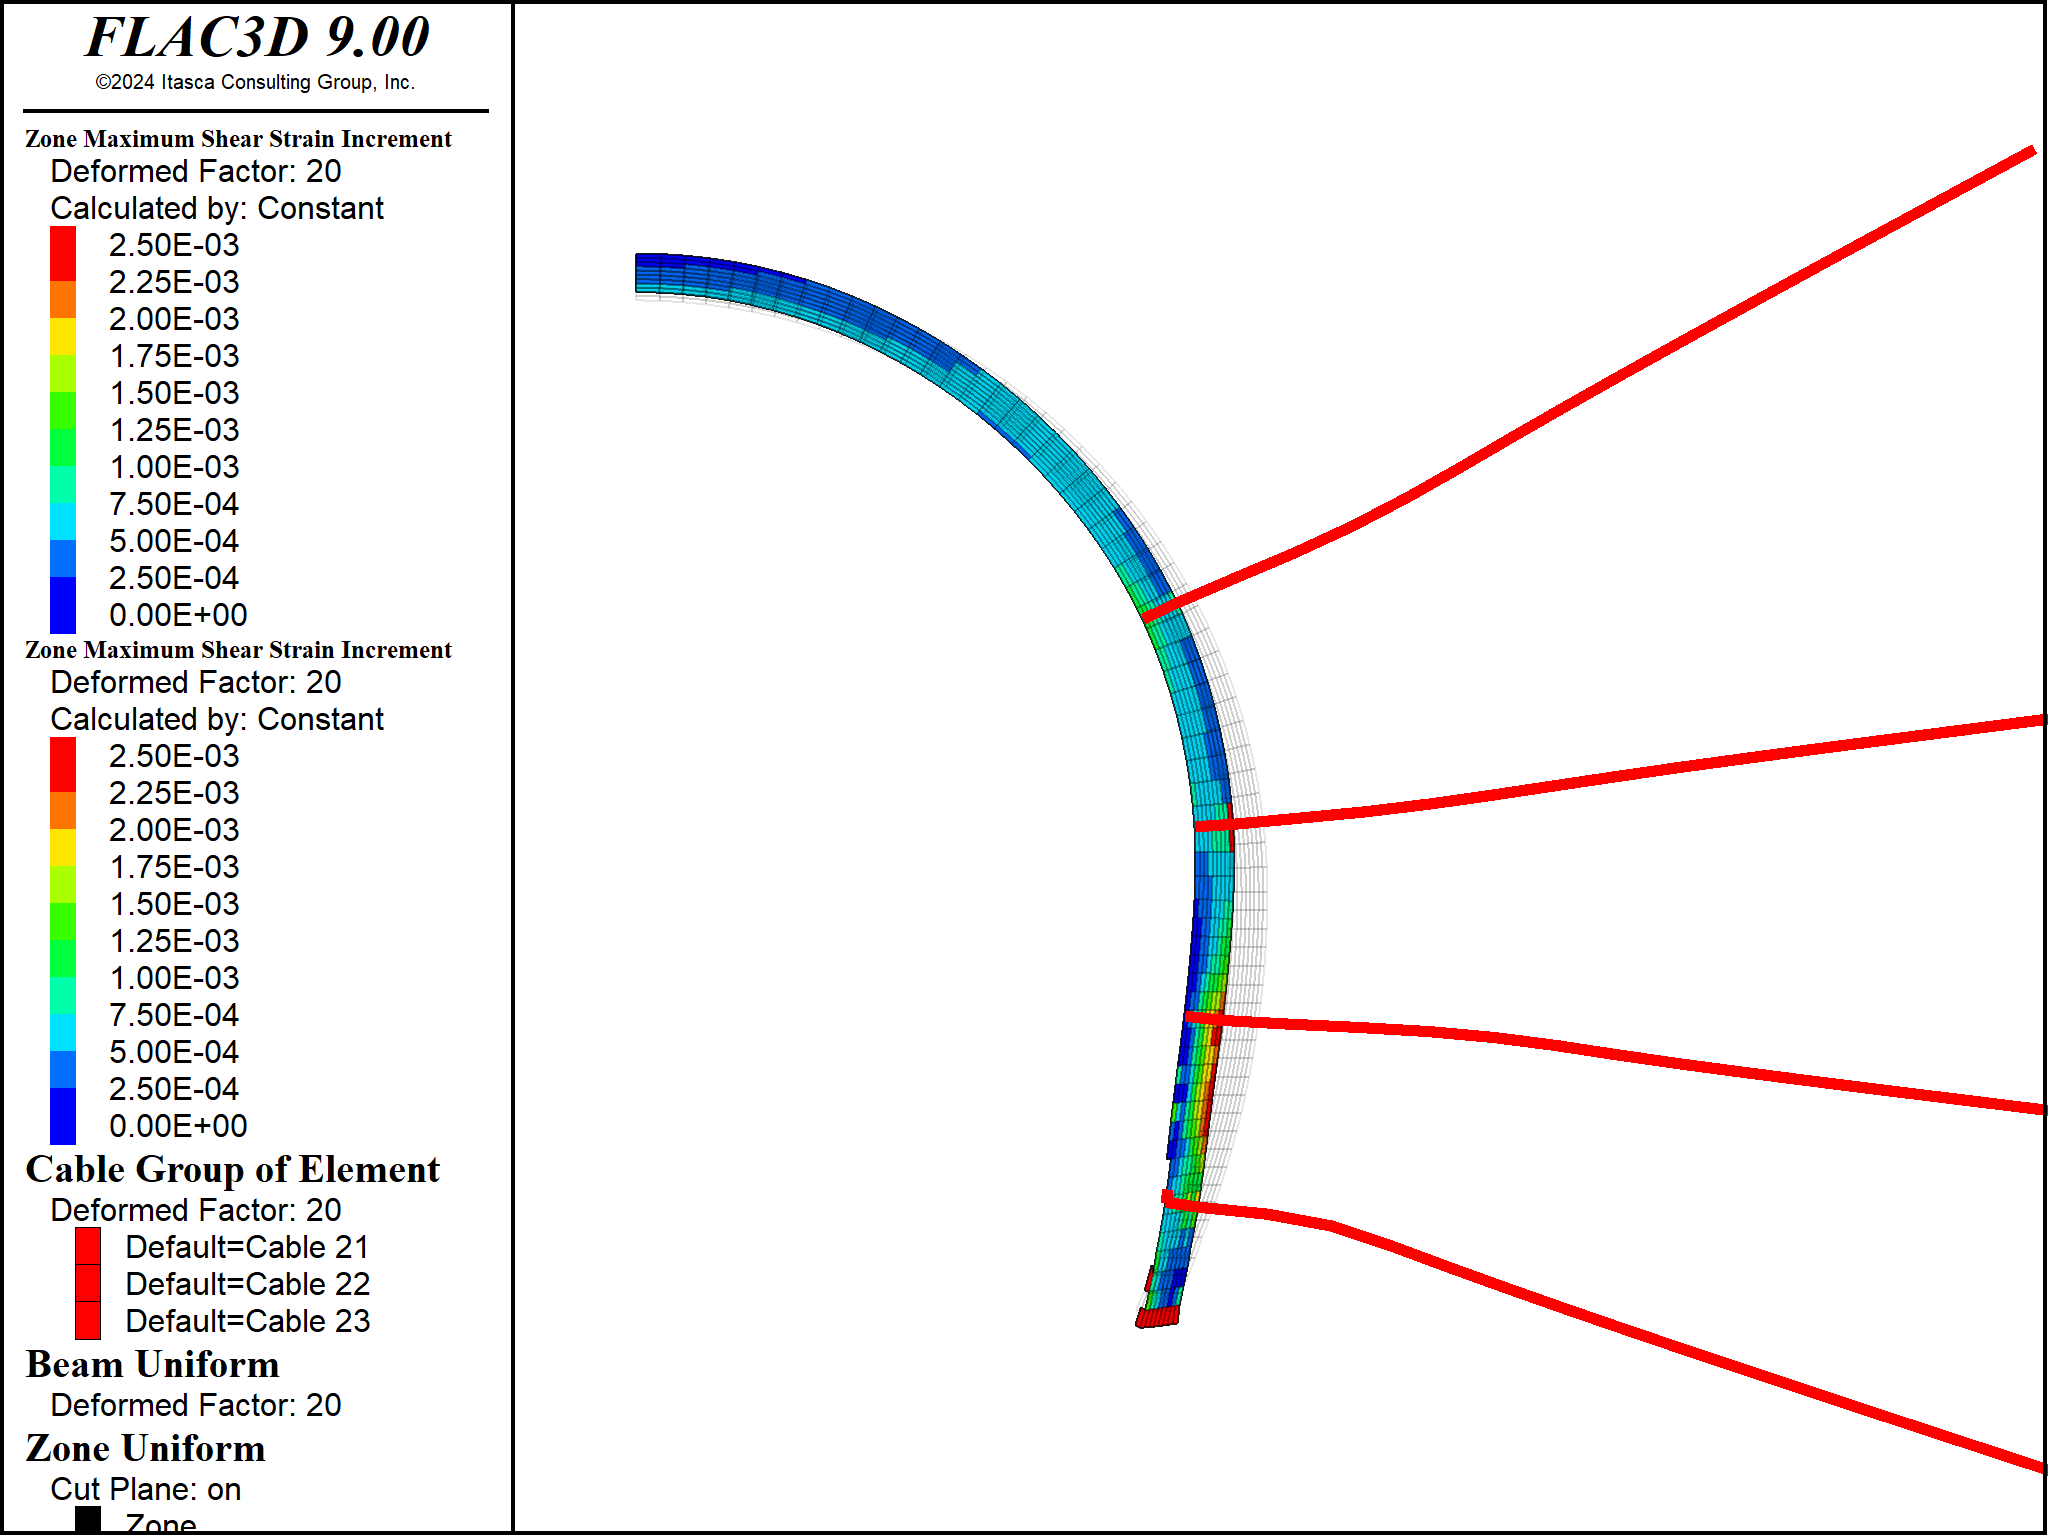 FLAC3D 9.00
©2024 Itasca Consulting Group, Inc.
Zone Maximum Shear Strain Increment
Deformed Factor: 20
Calculated by: Constant
2.50E-03
2.25E-03
2.00E-03
1.75E-03
1.50E-03
1.25E-03
1.00E-03
7.50E-04
5.00E-04
2.50E-04
0.00E+00
Zone Maximum Shear Strain Increment
Deformed Factor: 20
Calculated by: Constant
2.50E-03
2.25E-03
2.00E-03
1.75E-03
1.50E-03
1.25E-03
1.00E-03
7.50E-04
5.00E-04
2.50E-04
0.00E+00
Cable Group of Element
Deformed Factor: 20
Default=Cable 21
Default=Cable 22
Default=Cable 23
Beam Uniform
Deformed Factor: 20
Zone Uniform
Cut Plane: on
Zone